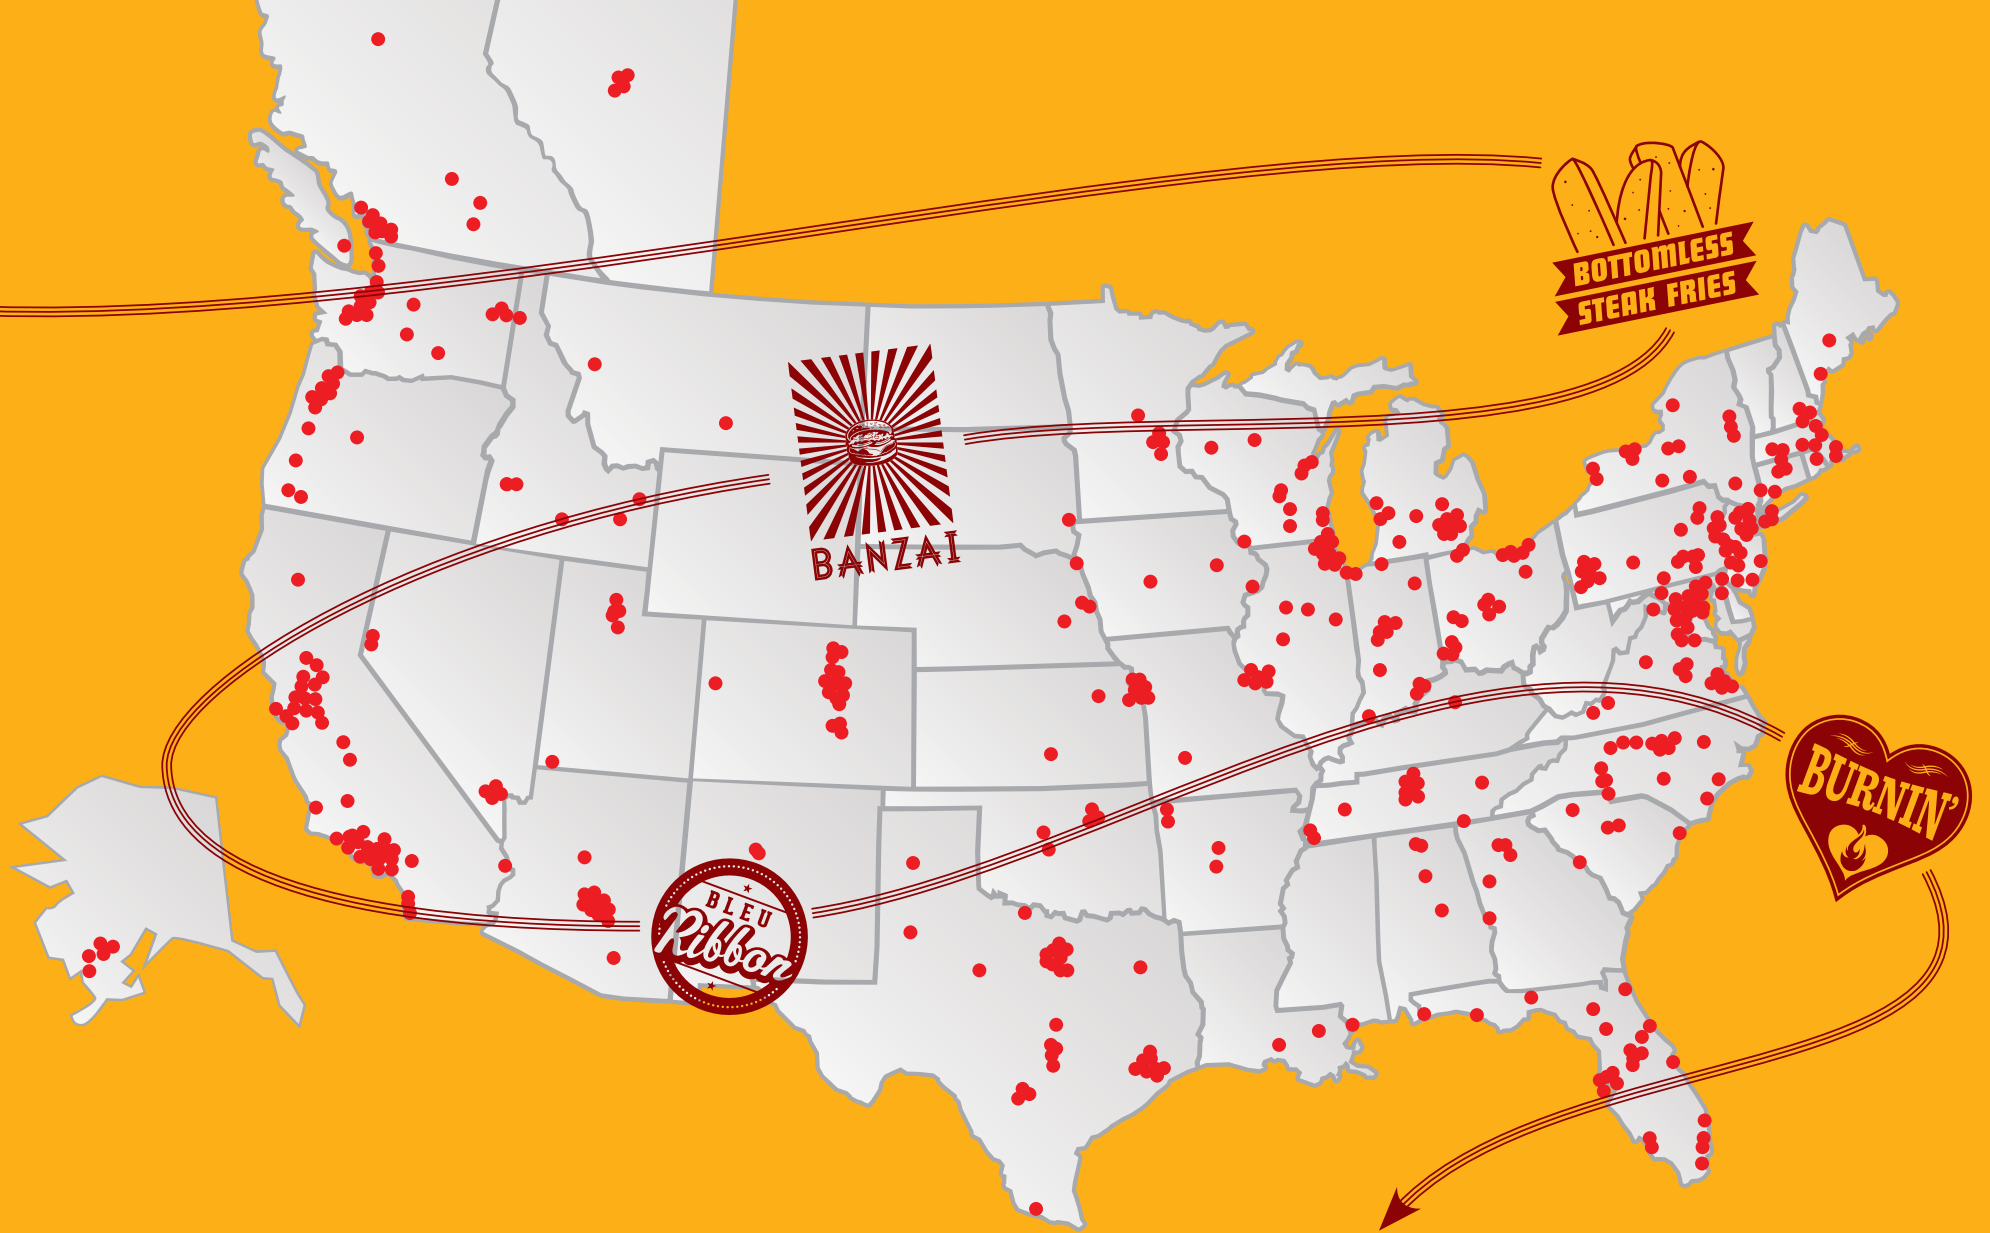 BOTTOMLESS
STEAK FRIES
BANZAI
BURNIN'
BLEU
Ribbon